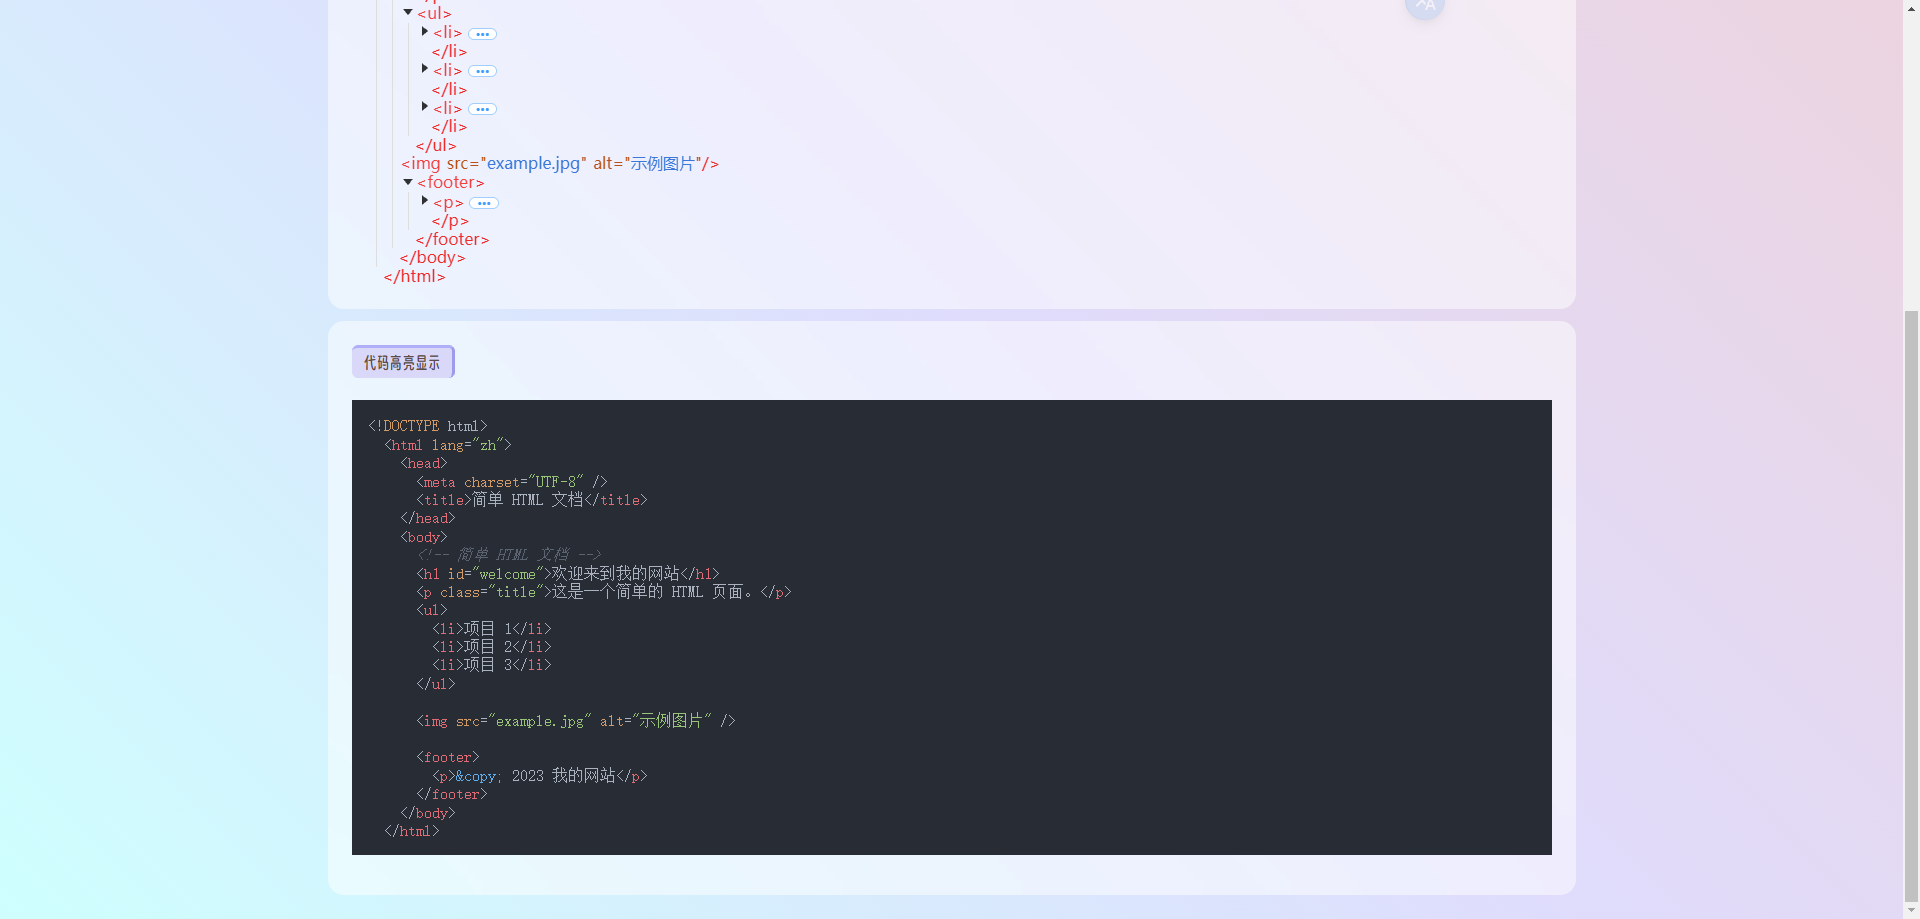 <ul>
<li> •••
</li>
<li> •••
</li>
<li> •••
</li>
</ul>
<img src="example.jpg" alt="示例图片"/>
<footer>
<p> •••
</p>
</footer>
</body>
</html>
代码高亮显示
<!DOCTYPE html>
<html lang="zh">
<head>
<meta charset="UTF-8" />
<title>简单 HTML 文档</title>
</head>
<body>
<!-- 简单 HTML 文档 -->
<h1 id="welcome">欢迎来到我的网站</h1>
<p class="title">这是一个简单的 HTML 页面。</p>
<ul>
<li>项目 1</li>
<li>项目 2</li>
<li>项目 3</li>
</ul>
<img src="example.jpg" alt="示例图片" />
<footer>
<p>&copy; 2023 我的网站</p>
</footer>
</body>
</html>